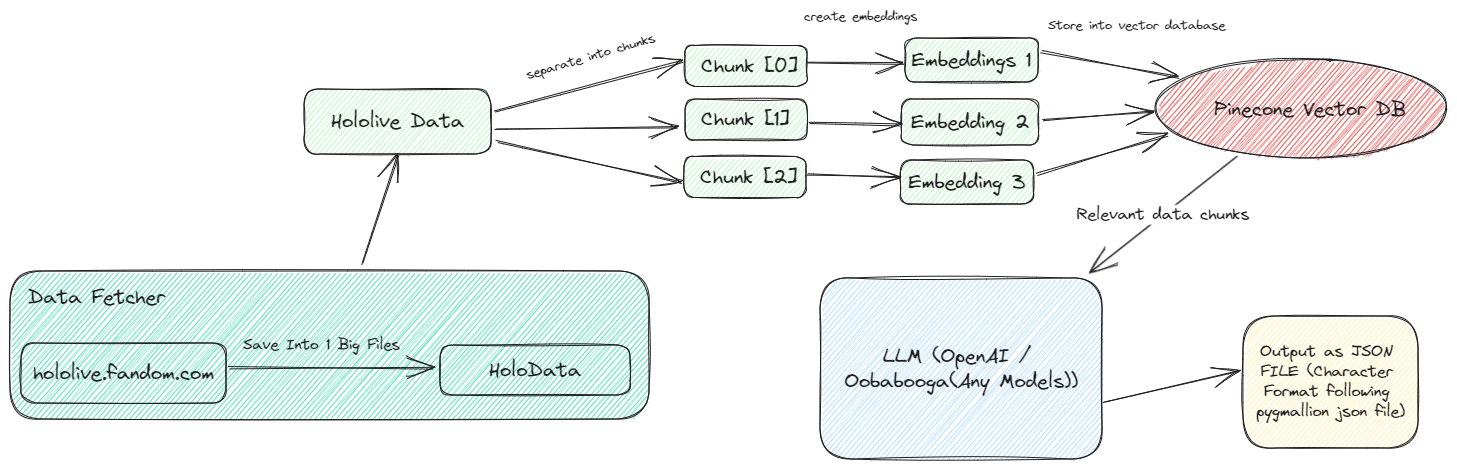 create embeddings
Store into vector database
separate into chunks
Chunk [0]
Embeddings 1
Hololive Data
Chunk [1]
Embedding 2
Pinecone Vector DB
Chunk [2]
Embedding 3
Relevant data chunks
Data Fetcher
Save Into 1 Big Files
hololive.fandom.com
HoloData
LLM (OpenAI /
Oobabooga(Any Models))
Output as JSON
FILE (Character
Format following
pygmallion json file)